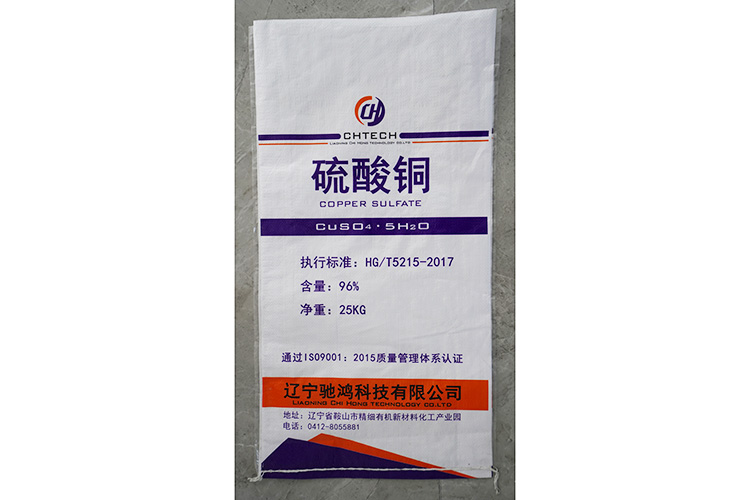 CH
CHTECH
LIAONING CHI HONG TECHNOLOGY CO.LTD
硫酸铜
COPPER SULFATE
CuSO4·5H2O
执行标准：HG/T5215-2017
含量：96%
净重：25KG
通过ISO9001：2015质量管理体系认证
辽宁驰鸿科技有限公司
LIAONING CHI HONG TECHNOLOGY CO.LTD
地址：辽宁省鞍山市精细有机新材料化工产业园
电话：0412-8055881